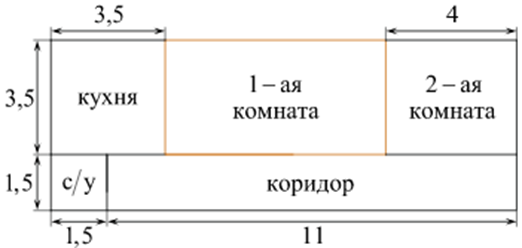 3,5
4
3,5
кухня
1 – ая
комната
2 – ая
комната
1,5
с/у
коридор
1,5
11